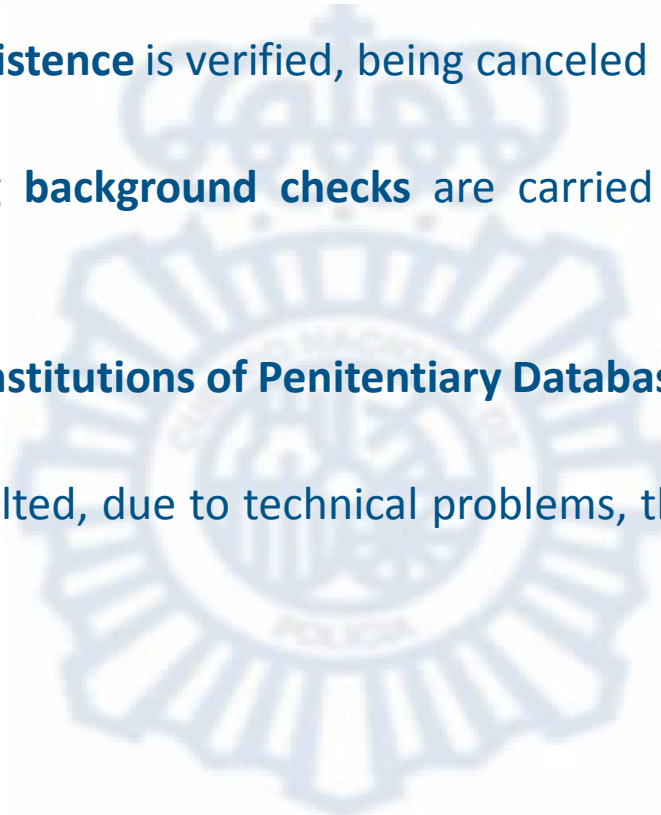 istence is verified, being canceled
background checks are carried
nstitutions of Penitentiary Databas
lted, due to technical problems, th
POLICIA